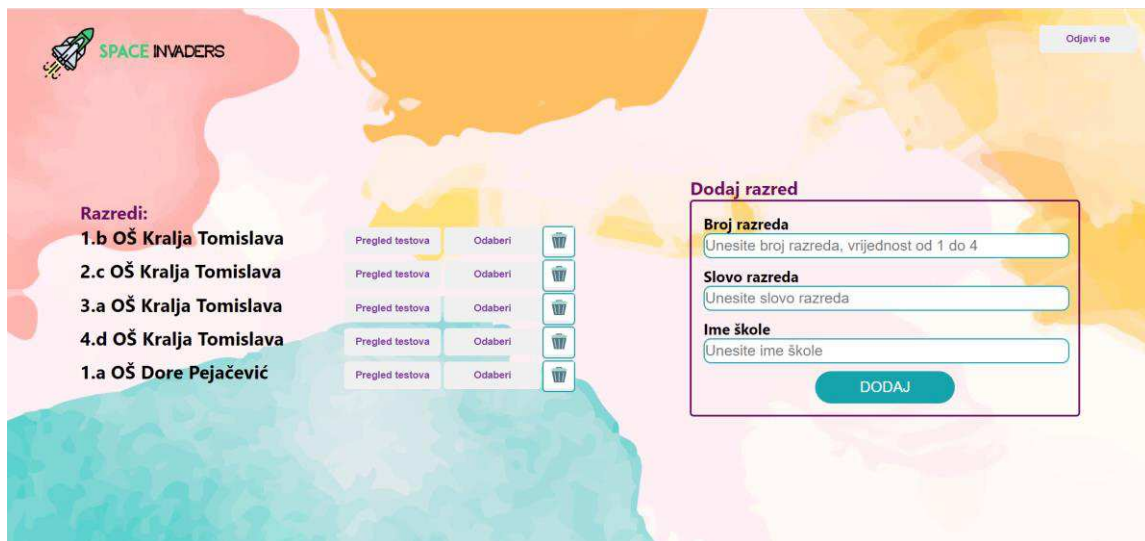 SPACE INVADERS
Odjavi se
Razredi:
1.b OŠ Kralja Tomislava Pregled testova Odaberi
2.c OŠ Kralja Tomislava Pregled testova Odaberi
3.a OŠ Kralja Tomislava Pregled testova Odaberi
4.d OŠ Kralja Tomislava Pregled testova Odaberi
1.a OŠ Dore Pejačević Pregled testova Odaberi
Dodaj razred
Broj razreda
Unesite broj razreda, vrijednost od 1 do 4
Slovo razreda
Unesite slovo razreda
Ime škole
Unesite ime škole
DODAJ